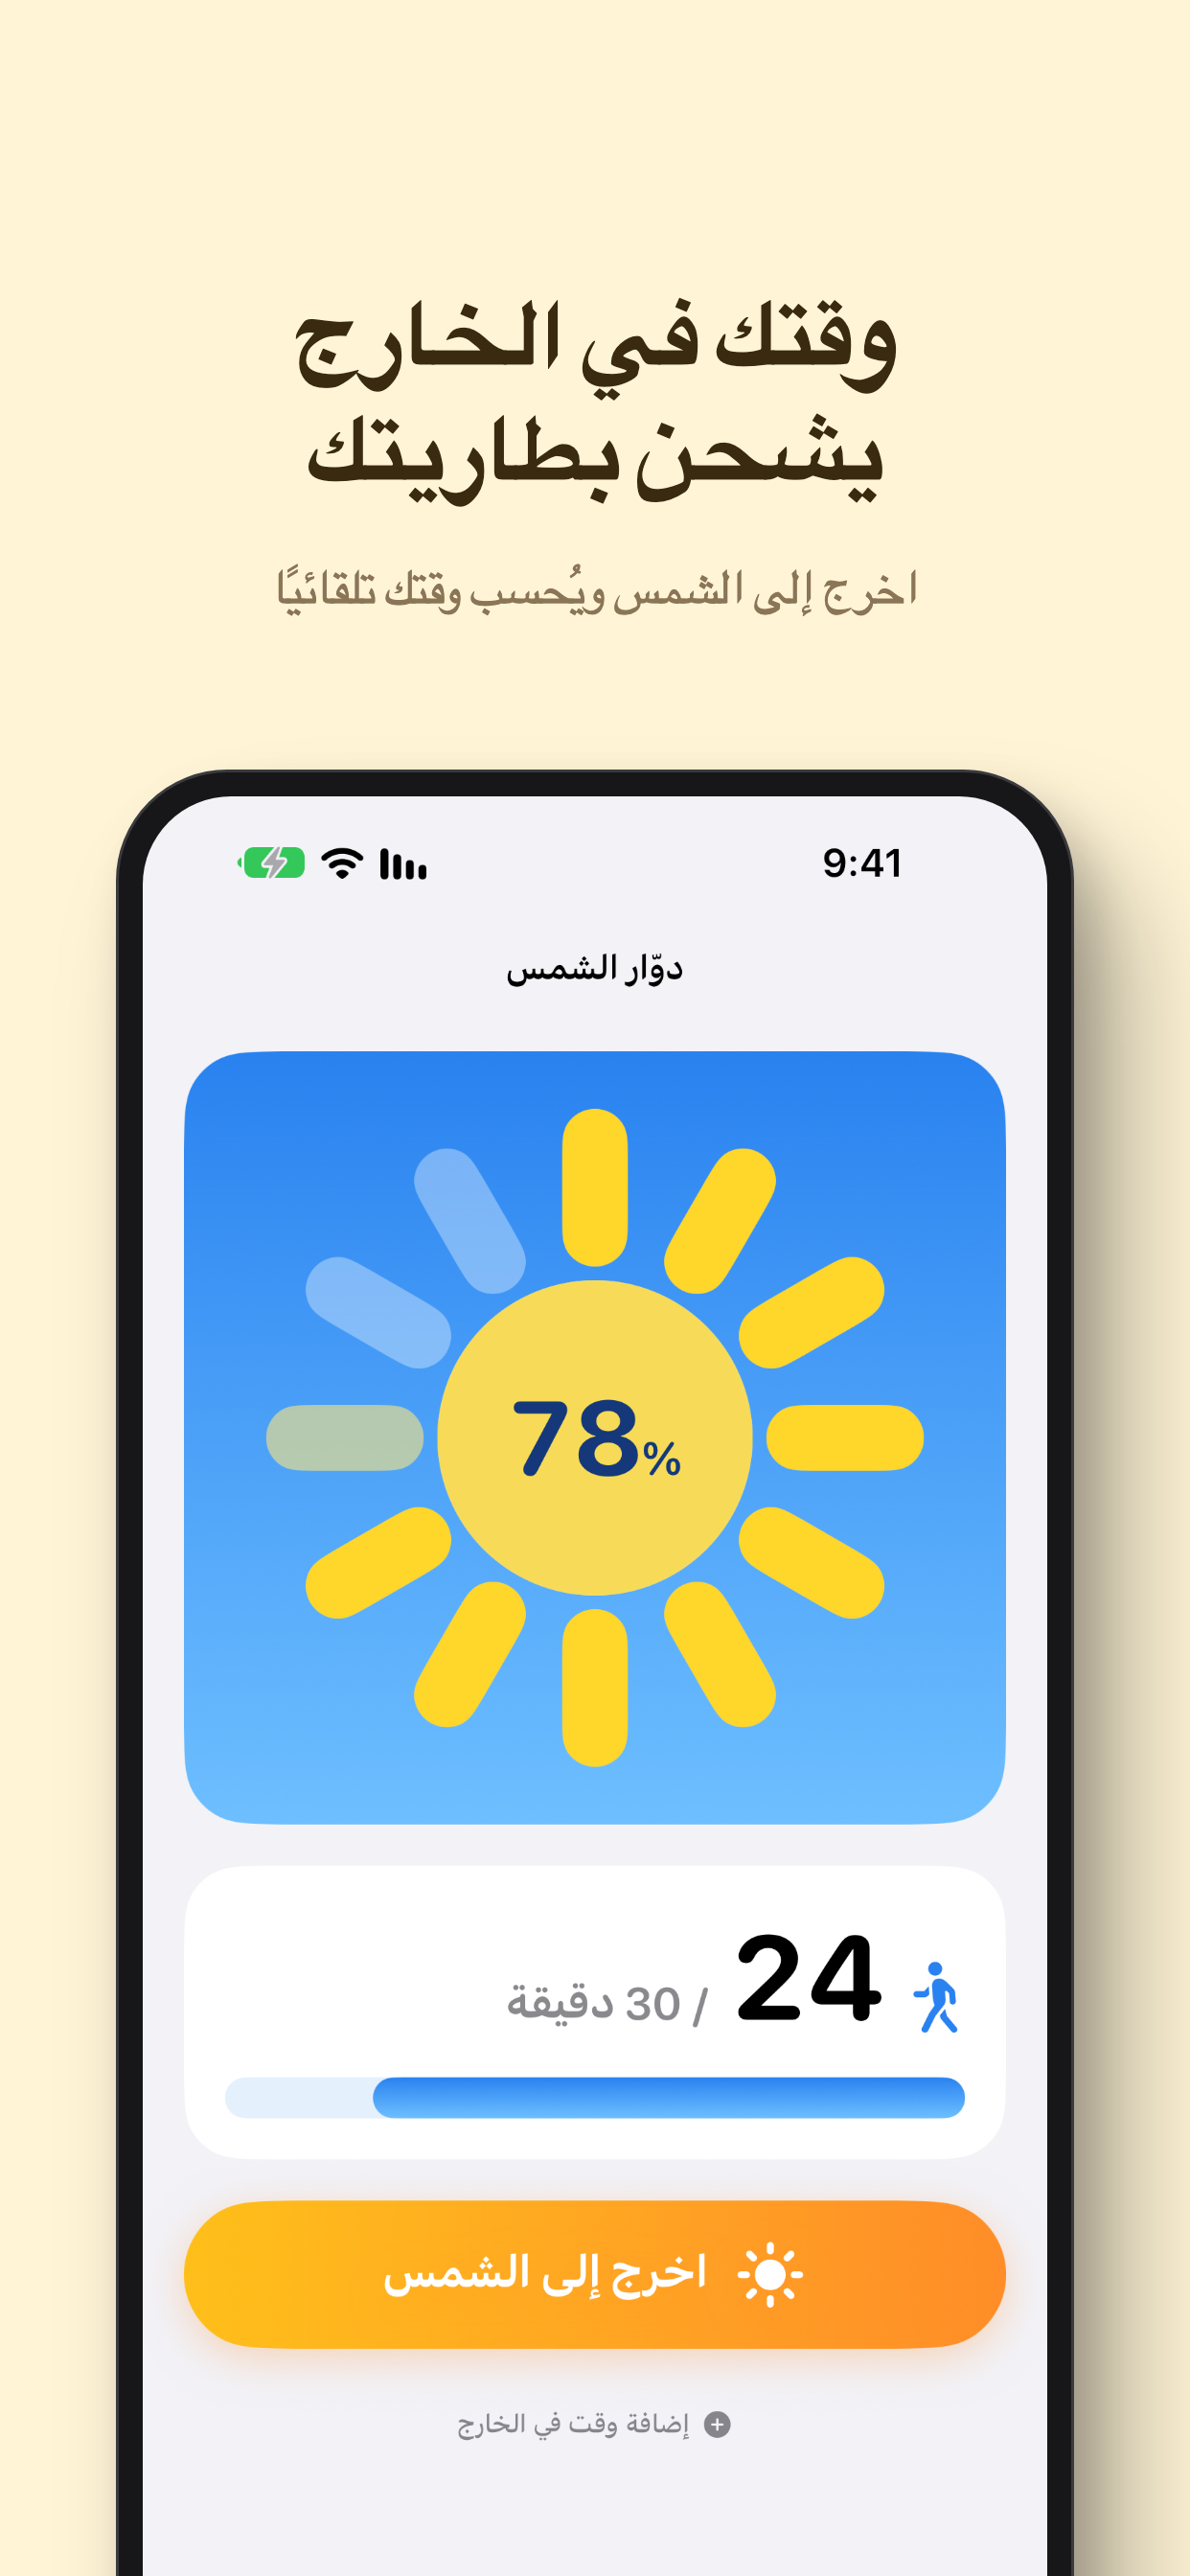 وقتك في الخارج
يشحن بطاريتك
اخرج إلى الشمس ويُحسب وقتك تلقائيًا
9:41
دوّار الشمس
78%
24 / 30 دقيقة
اخرج إلى الشمس
إضافة وقت في الخارج